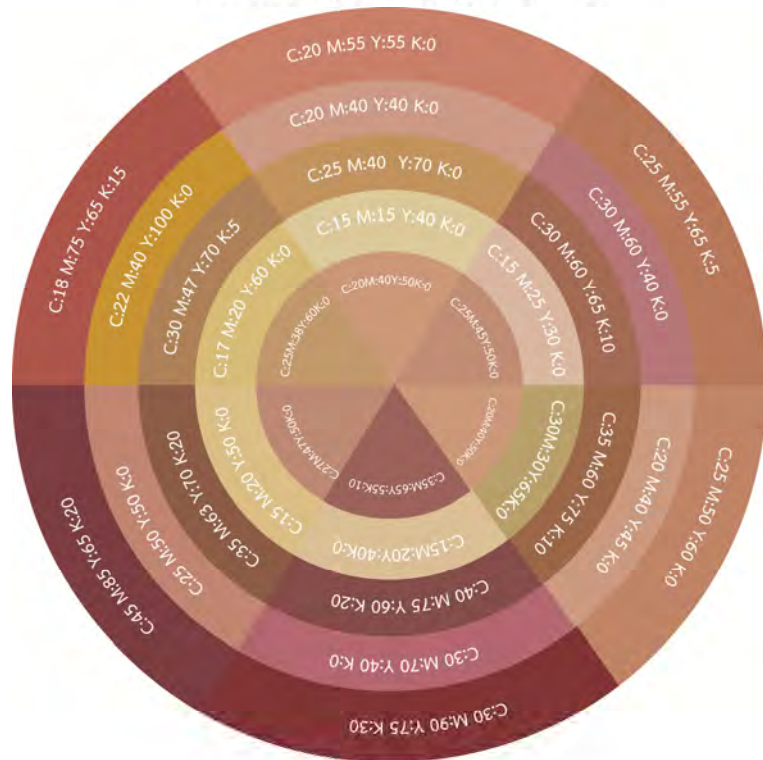 C:20 M:55 Y:55 K:0
C:20 M:40 Y:40 K:0
C:25 M:40 Y:70 K:0
C:15 M:15 Y:40 K:0
C:20M:40Y:50K:0
C:25 M:55 Y:65 K:5
C:30 M:60 Y:40 K:0
C:30 M:60 Y:65 K:10
C:15 M:25 Y:30 K:0
C:25M:45Y:50K:0
C:25 M:50 Y:60 K:0
C:20 M:40 Y:45 K:0
C:35 M:60 Y:75 K:10
C:30M:30Y:65K:0
C:20M:40Y:50K:0
C:30 M:90 Y:75 K:30
C:30 M:70 Y:40 K:0
C:40 M:75 Y:60 K:20
C:15M:20Y:40K:0
C:35M:65Y:55K:10
C:45 M:85 Y:65 K:20
C:25 M:50 Y:50 K:0
C:35 M:63 Y:70 K:20
C:15 M:20 Y:50 K:0
C:27M:47Y:50K:0
C:18 M:75 Y:65 K:15
C:22 M:40 Y:100 K:0
C:30 M:47 Y:70 K:5
C:17 M:20 Y:60 K:0
C:25M:38Y:60K:0